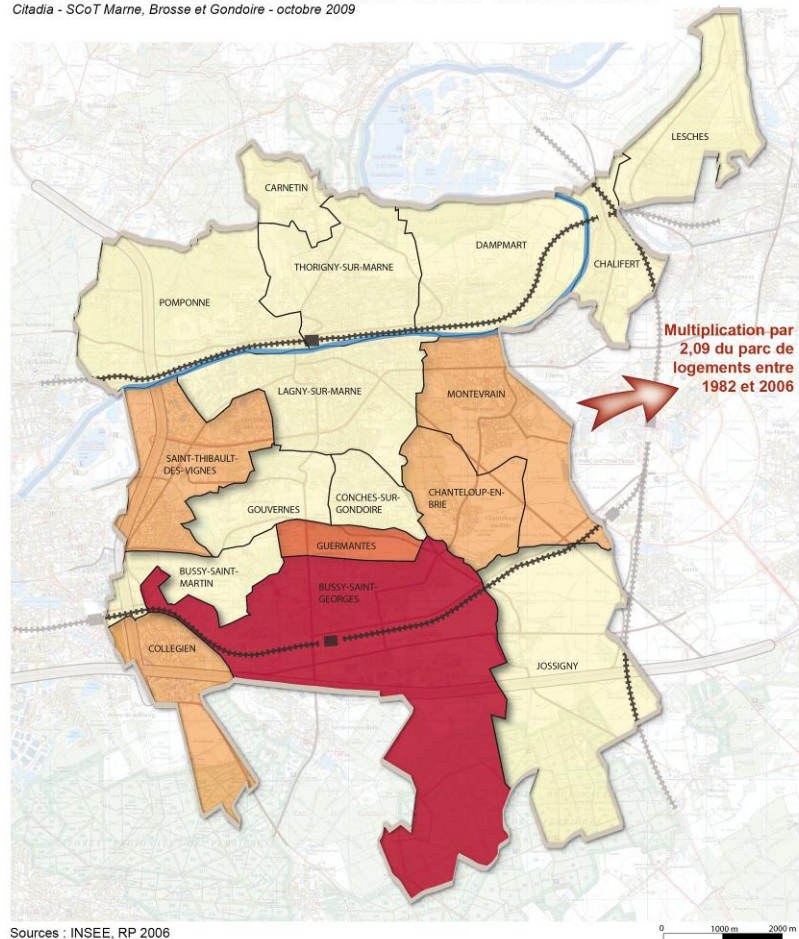 Citadia - SCoT Marne, Brosse et Gondoire - octobre 2009
LESCHES
CARNETIN
DAMPMART
THORIGNY-SUR-MARNE
CHALIFERT
POMPONNE
Multiplication par
2,09 du parc de
logements entre
1982 et 2006
LAGNY-SUR-MARNE
MONTEVRAIN
SAINT-THIBAULT-
DES-VIGNES
CHANTELOUP-EN-
BRIE
CONCHES-SUR-
GONDOIRE
GOUVERNES
GUERMANTES
BUSSY-SAINT-
MARTIN
BUSSY-SAINT-
GEORGES
COLLEGIEN
JOSSIGNY
Sources : INSEE, RP 2006
0 1000 m 2000 m